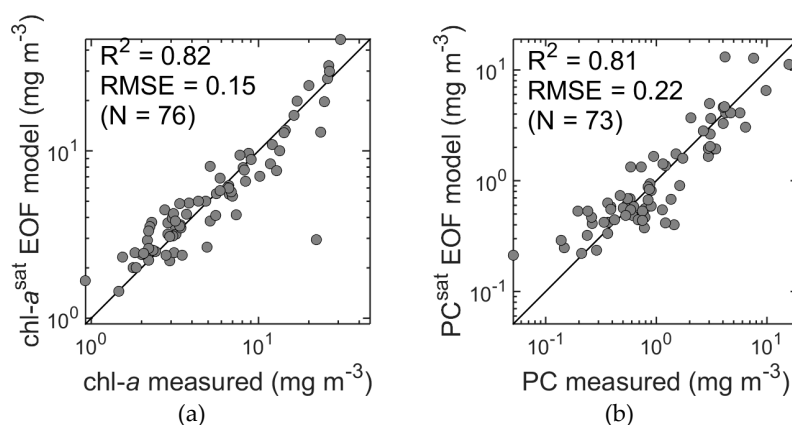 R² = 0.82
RMSE = 0.15
(N = 76)
chl-a^sat EOF model (mg m⁻³)
10¹
10⁰
10⁰
10¹
chl-a measured (mg m⁻³)
(a)
R² = 0.81
RMSE = 0.22
(N = 73)
PC^sat EOF model (mg m⁻³)
10¹
10⁰
10⁻¹
10⁻¹
10⁰
10¹
PC measured (mg m⁻³)
(b)